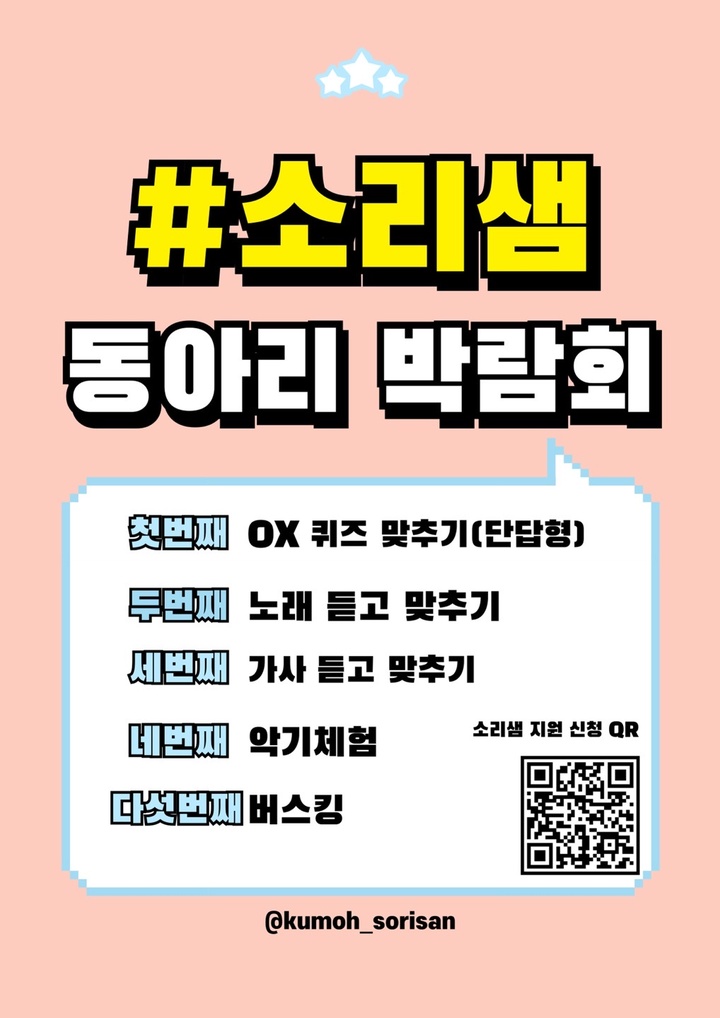 #소리샘
동아리 박람회
첫번째 OX 퀴즈 맞추기(단답형)
두번째 노래 듣고 맞추기
세번째 가사 듣고 맞추기
네번째 악기체험
다섯번째 버스킹
소리샘 지원 신청 QR
@kumoh_sorisan